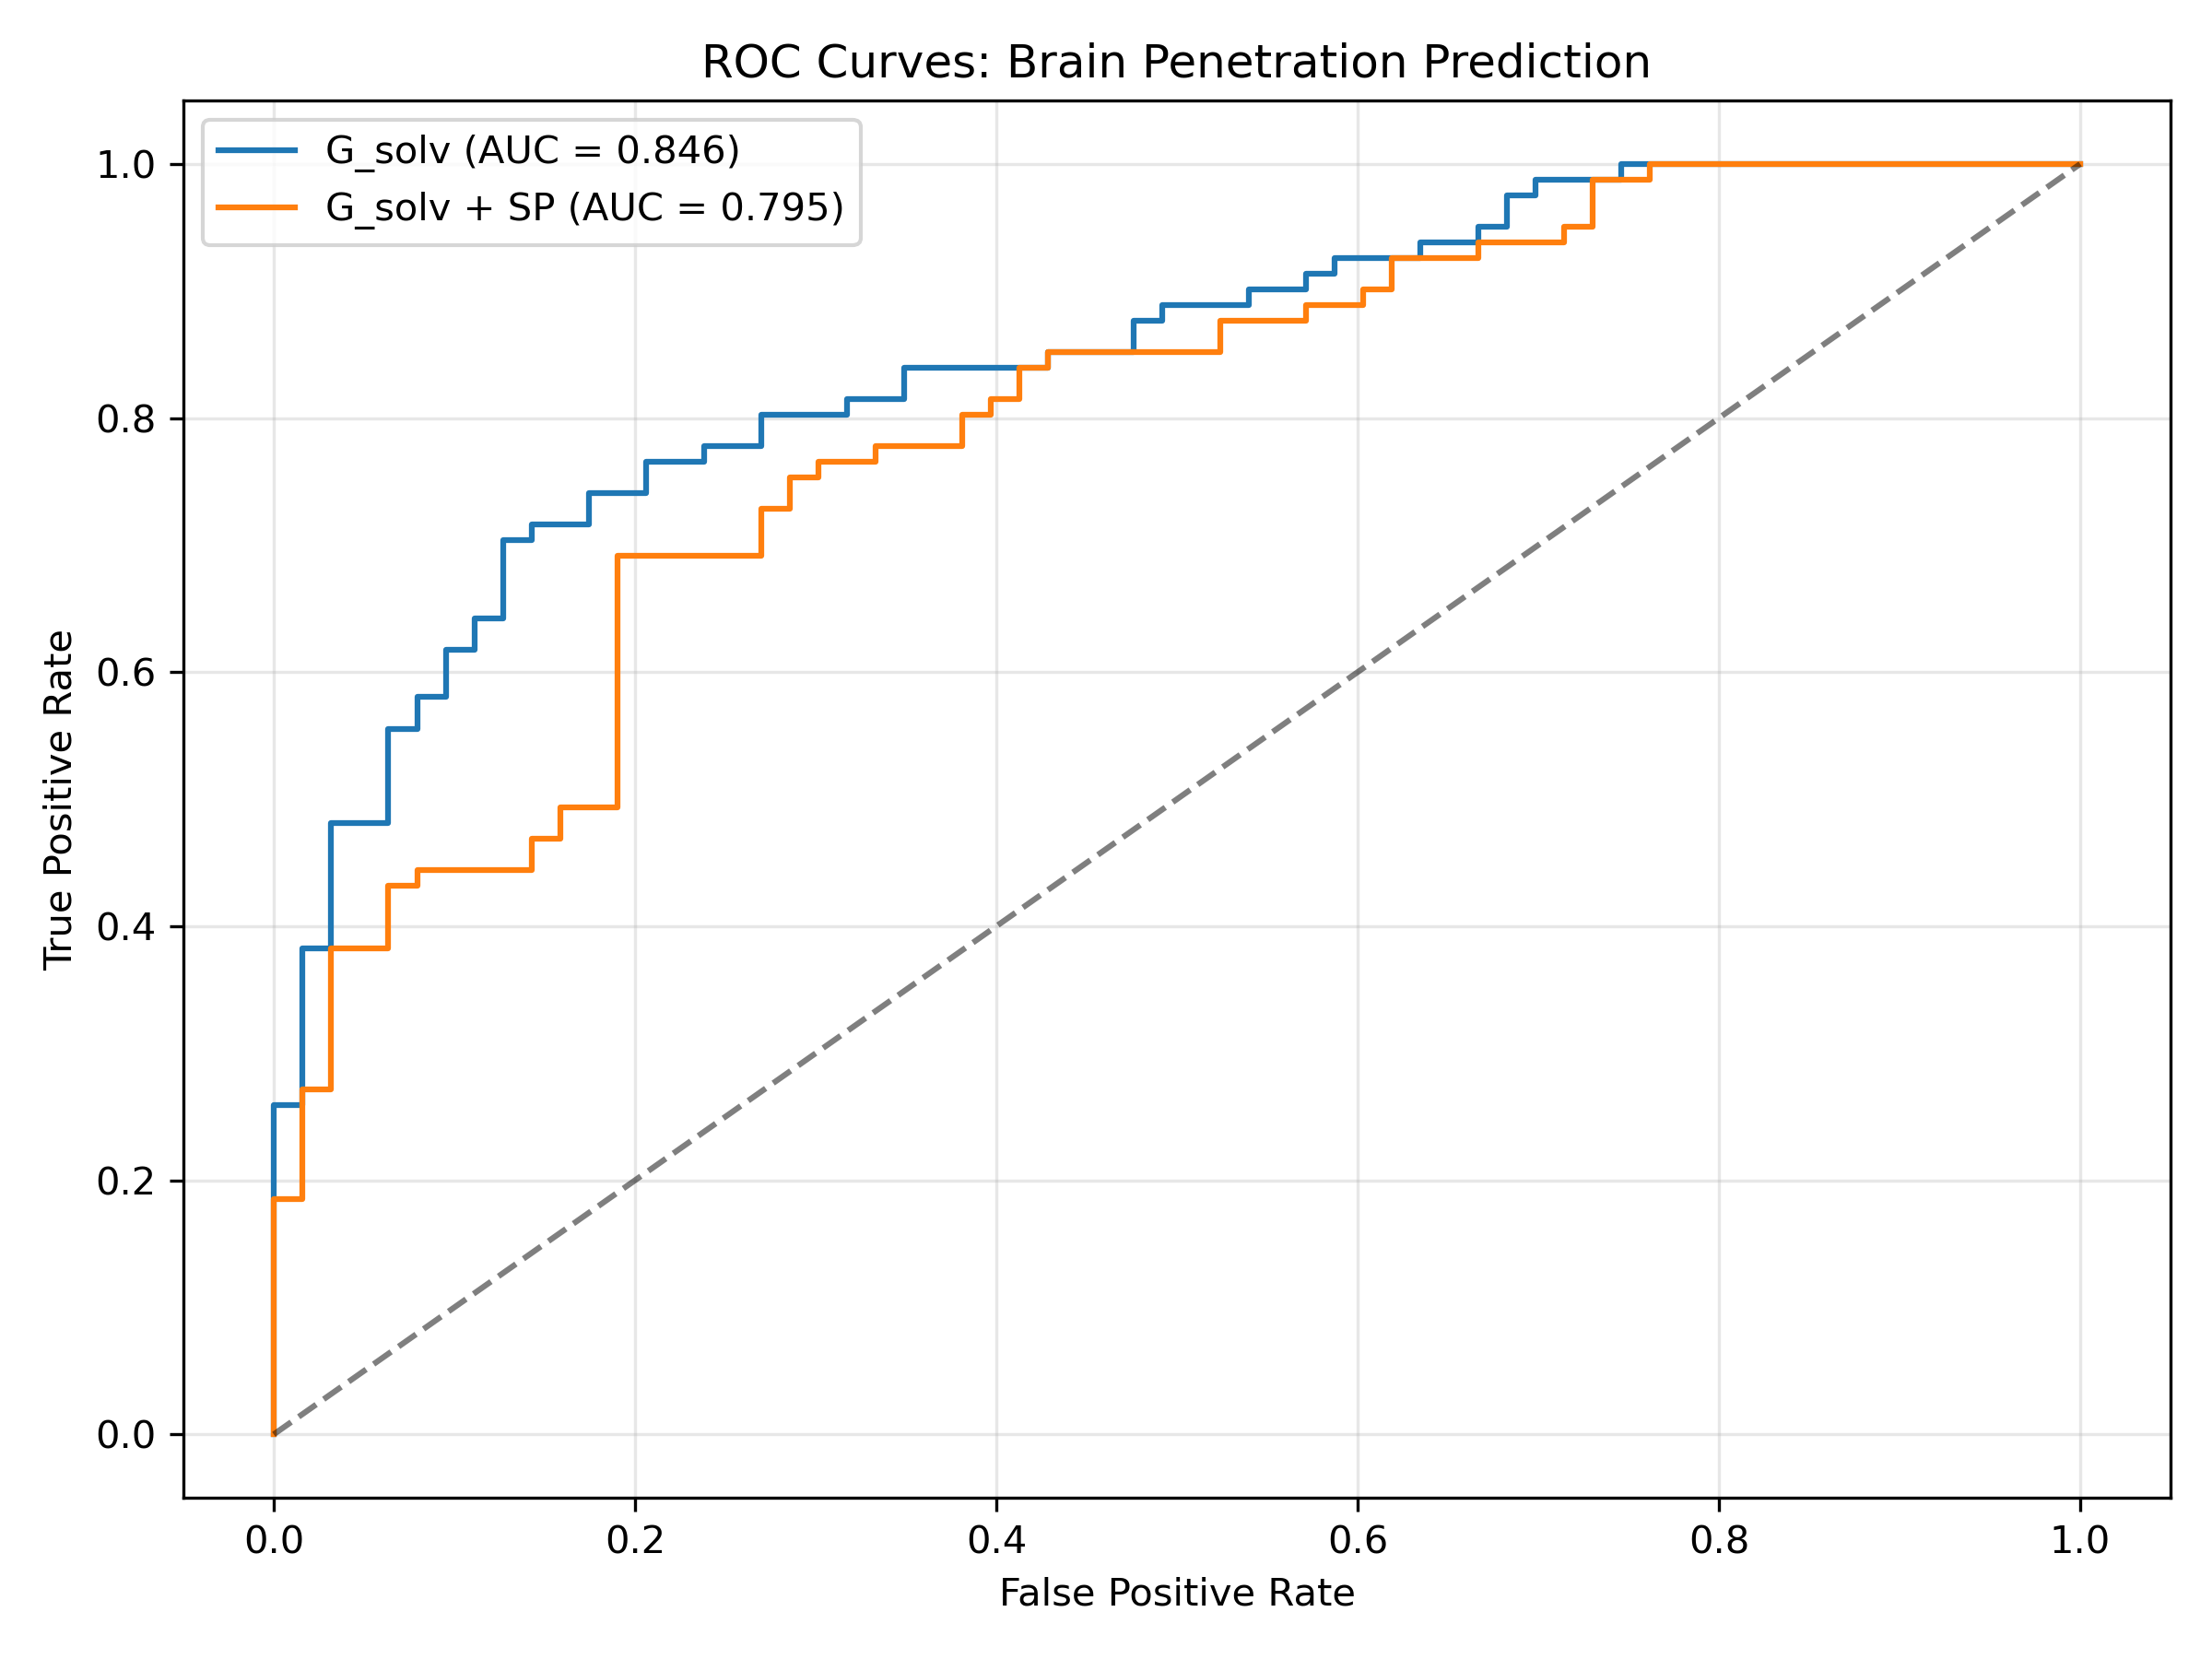 ROC Curves: Brain Penetration Prediction
G_solv (AUC = 0.846)
G_solv + SP (AUC = 0.795)
True Positive Rate
1.0
0.8
0.6
0.4
0.2
0.0
0.0 0.2 0.4 0.6 0.8 1.0
False Positive Rate